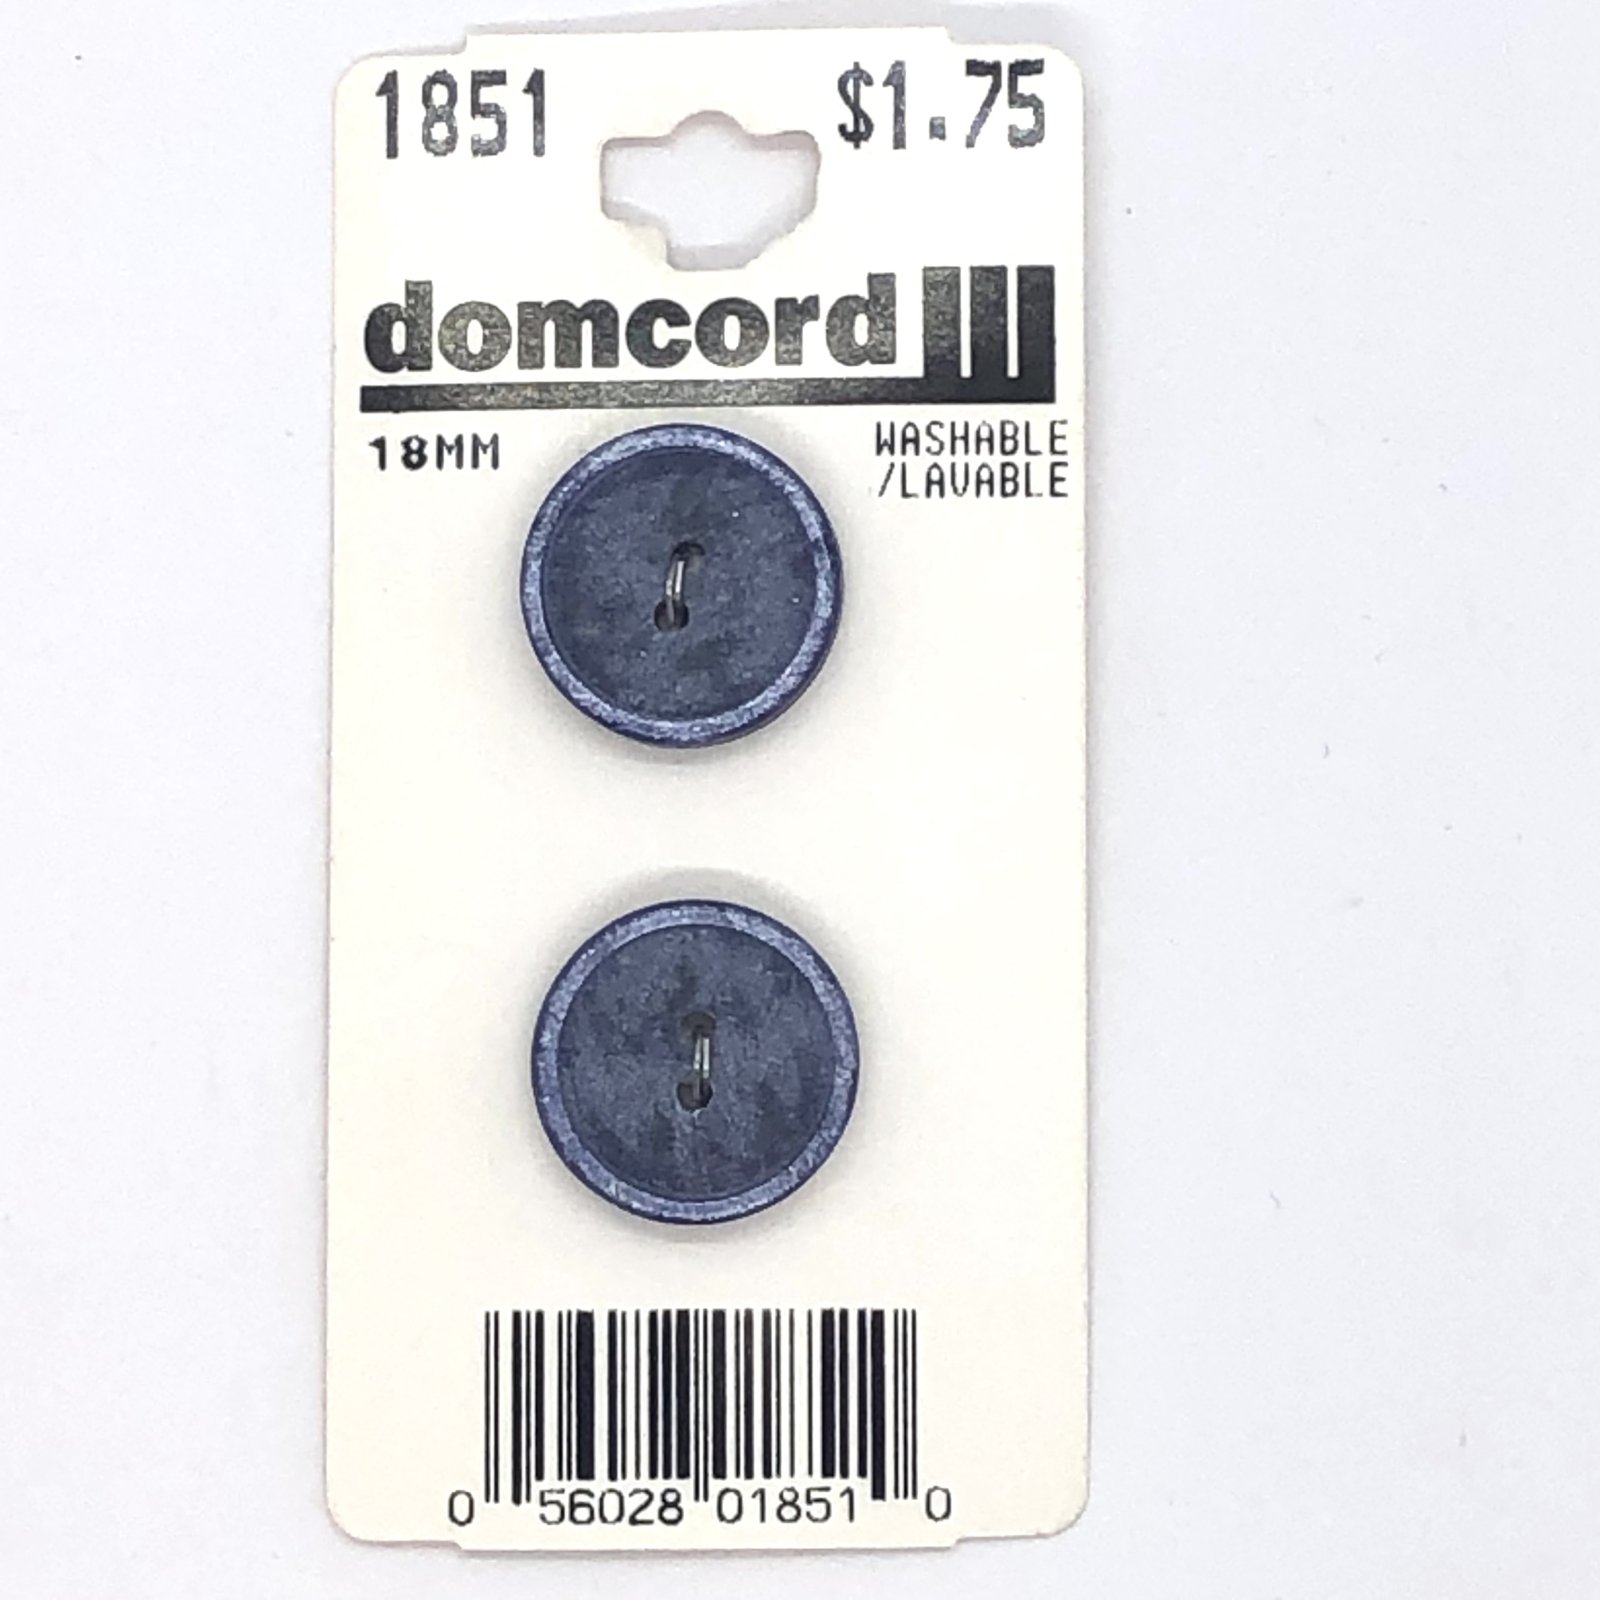 1851 $1.75
domcord
18MM WASHABLE
/LAVABLE
0 56028 01851 0